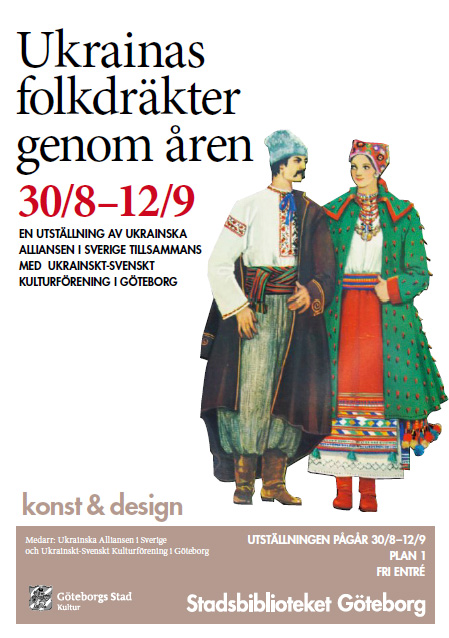 Ukrainas
folkdräkter
genom åren
30/8–12/9
EN UTSTÄLLNING AV UKRAINSKA
ALLIANSEN I SVERIGE TILLSAMMANS
MED UKRAINSKT-SVENSKT
KULTURFÖRENING I GÖTEBORG
konst & design
Medarr: Ukrainska Alliansen i Sverige
och Ukrainski-Svenski Kulturförening i Göteborg
UTSTÄLLNINGEN PÅGÅR 30/8–12/9
PLAN 1
FRI ENTRÉ
Göteborgs Stad
Kultur
Stadsbiblioteket Göteborg